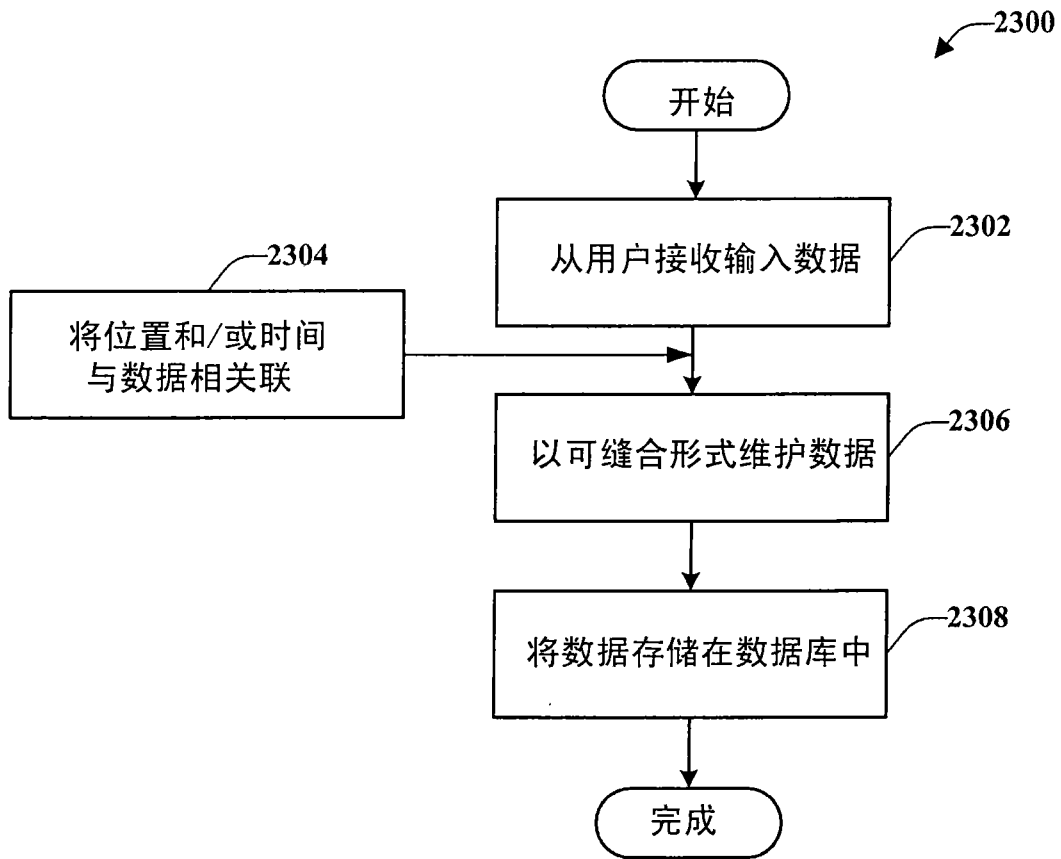 2300
开始
2302
从用户接收输入数据
2304
将位置和/或时间
与数据相关联
2306
以可缝合形式维护数据
2308
将数据存储在数据库中
完成